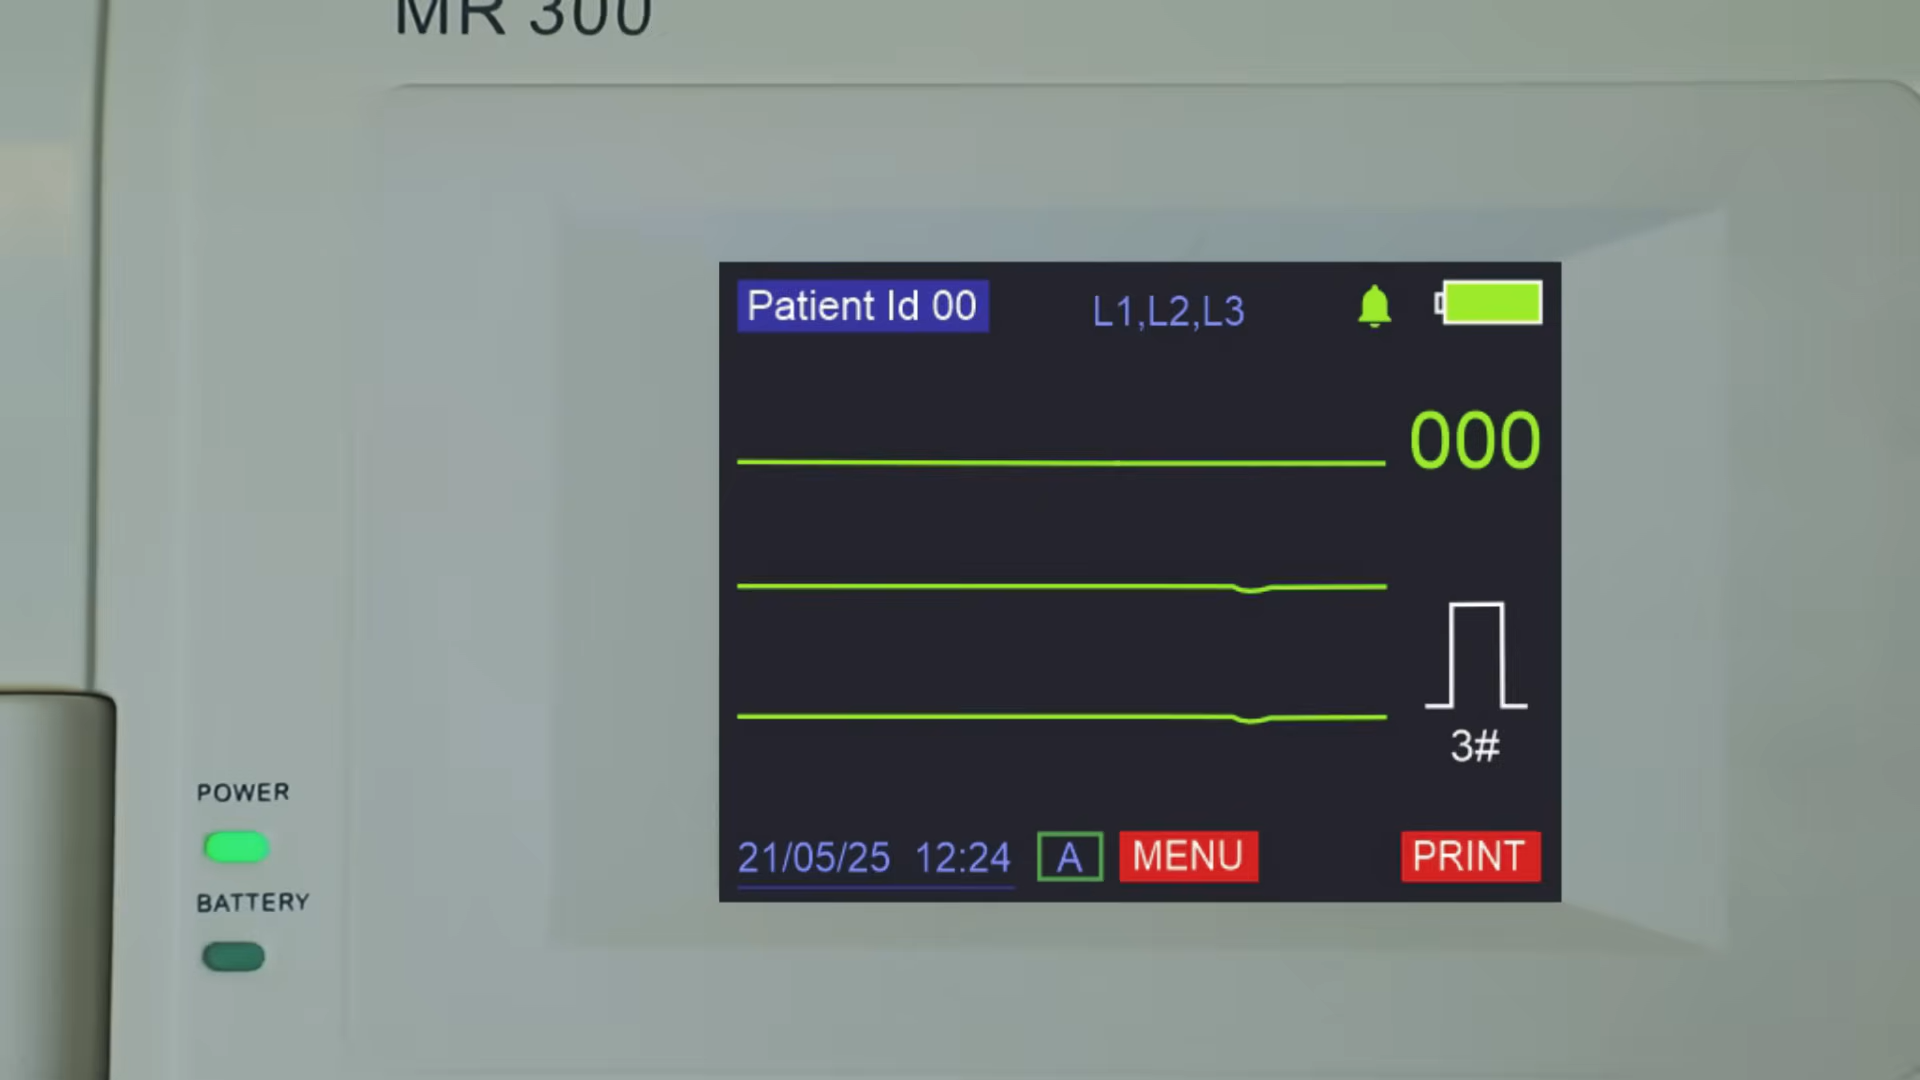 MR 300
Patient Id 00
L1,L2,L3
000
3#
21/05/25 12:24 A MENU PRINT
POWER
BATTERY